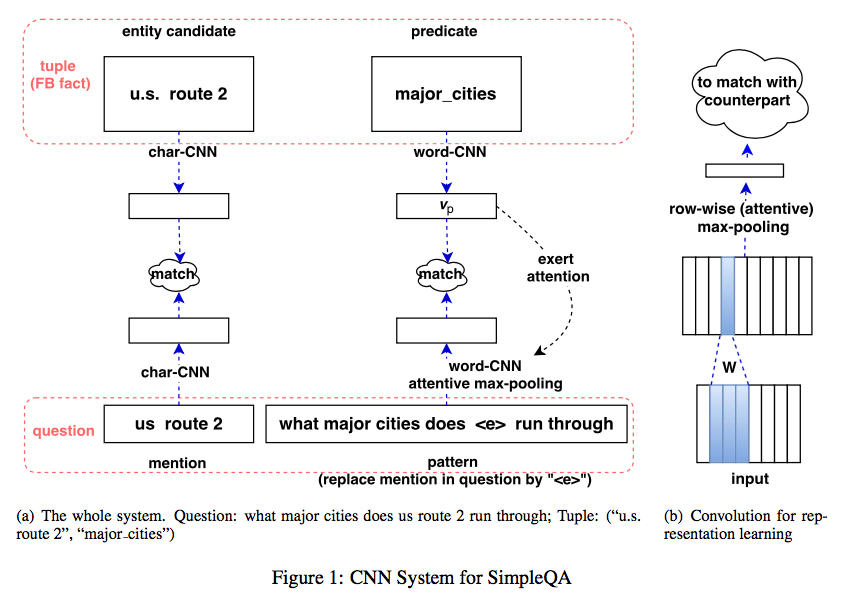 entity candidate
predicate
tuple
(FB fact)
u.s. route 2
major_cities
char-CNN
word-CNN
vp
match
match
exert
attention
char-CNN
word-CNN
attentive max-pooling
question
us route 2
what major cities does <e> run through
mention
pattern
(replace mention in question by "<e>")
to match with
counterpart
row-wise (attentive)
max-pooling
W
input
(a) The whole system. Question: what major cities does us route 2 run through; Tuple: (“u.s.
route 2”, “major_cities”)
(b) Convolution for rep-
resentation learning
Figure 1: CNN System for SimpleQA